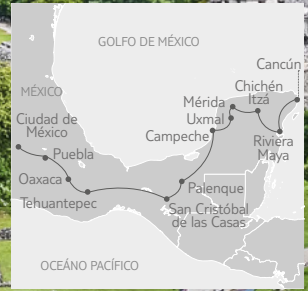 GOLFO DE MÉXICO
Cancún
Chichén
Itzá
MÉXICO
Mérida
Uxmal
Ciudad de
México
Campeche
Riviera
Maya
Puebla
Oaxaca
Palenque
Tehuantepec
San Cristóbal
de las Casas
OCEÁNO PACÍFICO